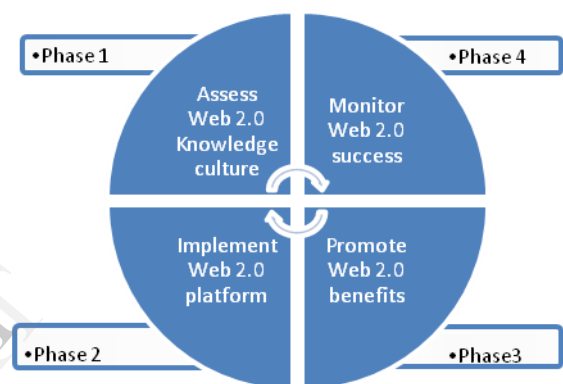 •Phase 1
Assess
Web 2.0
Knowledge
culture
•Phase 4
Monitor
Web 2.0
success
Implement
Web 2.0
platform
•Phase 2
Promote
Web 2.0
benefits
•Phase3